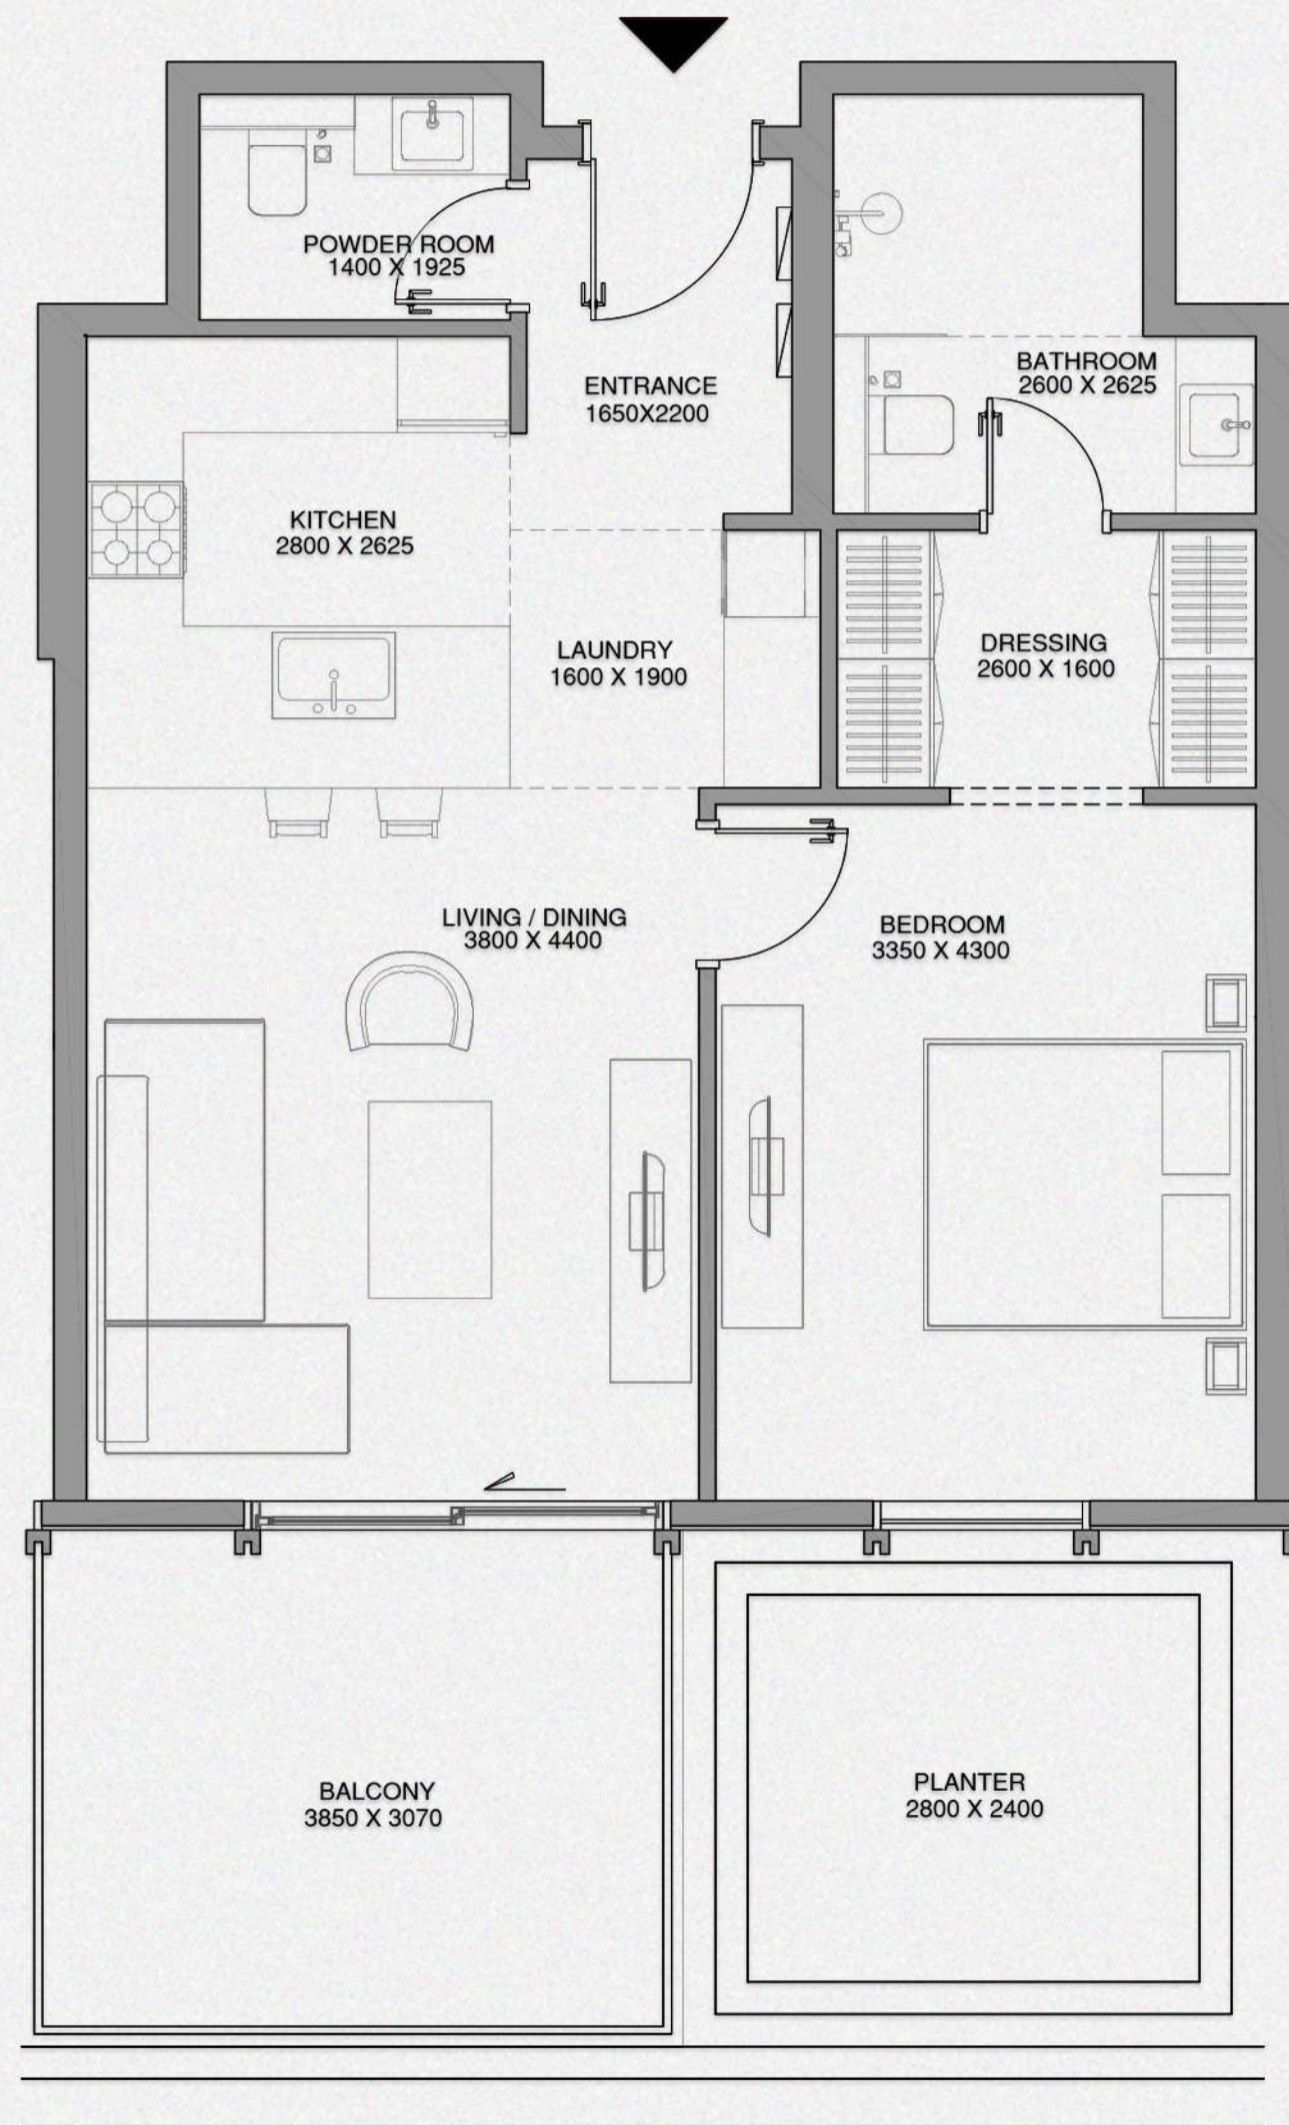 POWDER ROOM
1400 X 1925
ENTRANCE
1650X2200
BATHROOM
2600 X 2625
KITCHEN
2800 X 2625
LAUNDRY
1600 X 1900
DRESSING
2600 X 1600
LIVING / DINING
3800 X 4400
BEDROOM
3350 X 4300
BALCONY
3850 X 3070
PLANTER
2800 X 2400